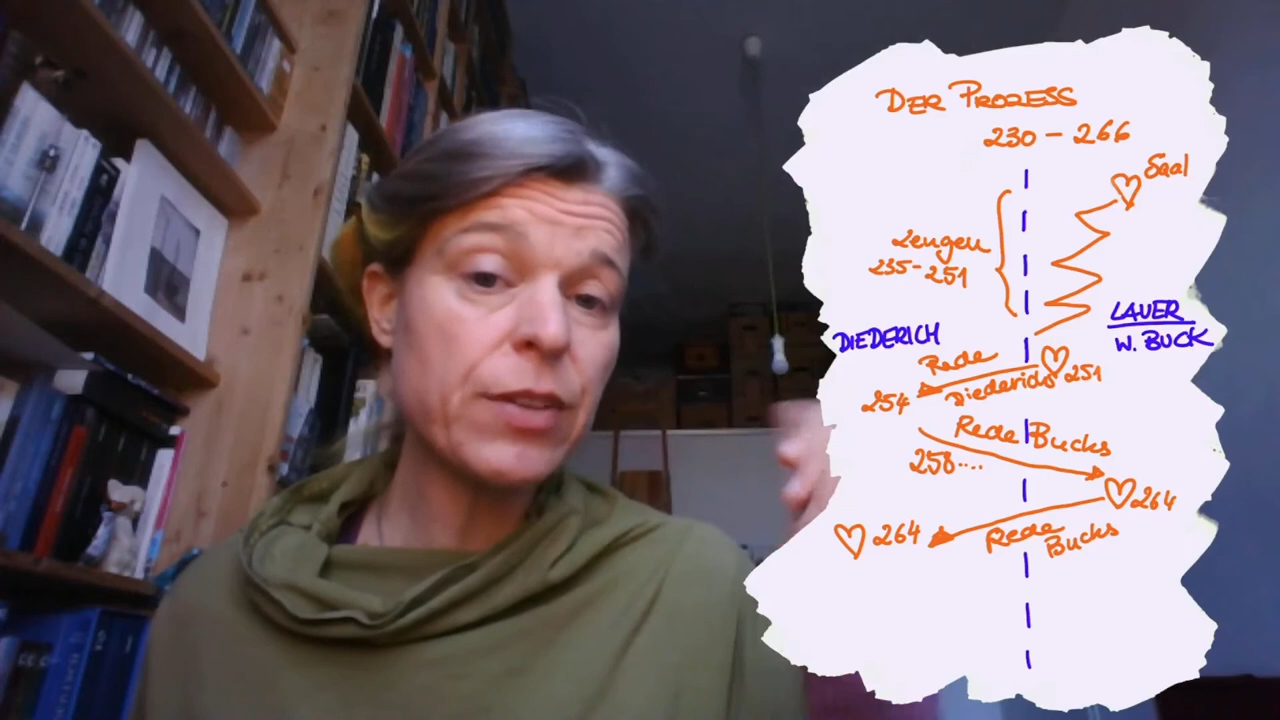 DER PROZESS
230 – 266
Saal
Zeugen
235-251
LAUER
W. BUCK
DIEDERICH
Rede
Diederichs 251
254
Rede Bucks
258....
264
264
Rede
Bucks